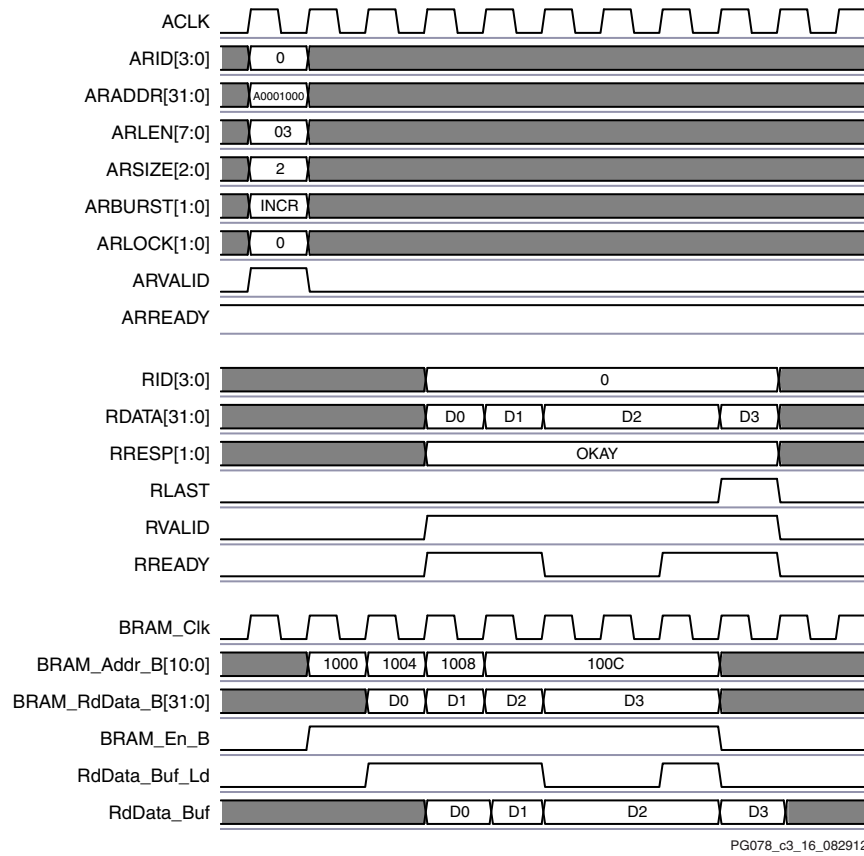 ACLK
ARID[3:0] 0
ARADDR[31:0] A0001000
ARLEN[7:0] 03
ARSIZE[2:0] 2
ARBURST[1:0] INCR
ARLOCK[1:0] 0
ARVALID
ARREADY
RID[3:0] 0
RDATA[31:0] D0 D1 D2 D3
RRESP[1:0] OKAY
RLAST
RVALID
RREADY
BRAM_Clk
BRAM_Addr_B[10:0] 1000 1004 1008 100C
BRAM_RdData_B[31:0] D0 D1 D2 D3
BRAM_En_B
RdData_Buf_Ld
RdData_Buf D0 D1 D2 D3
PG078_c3_16_082912